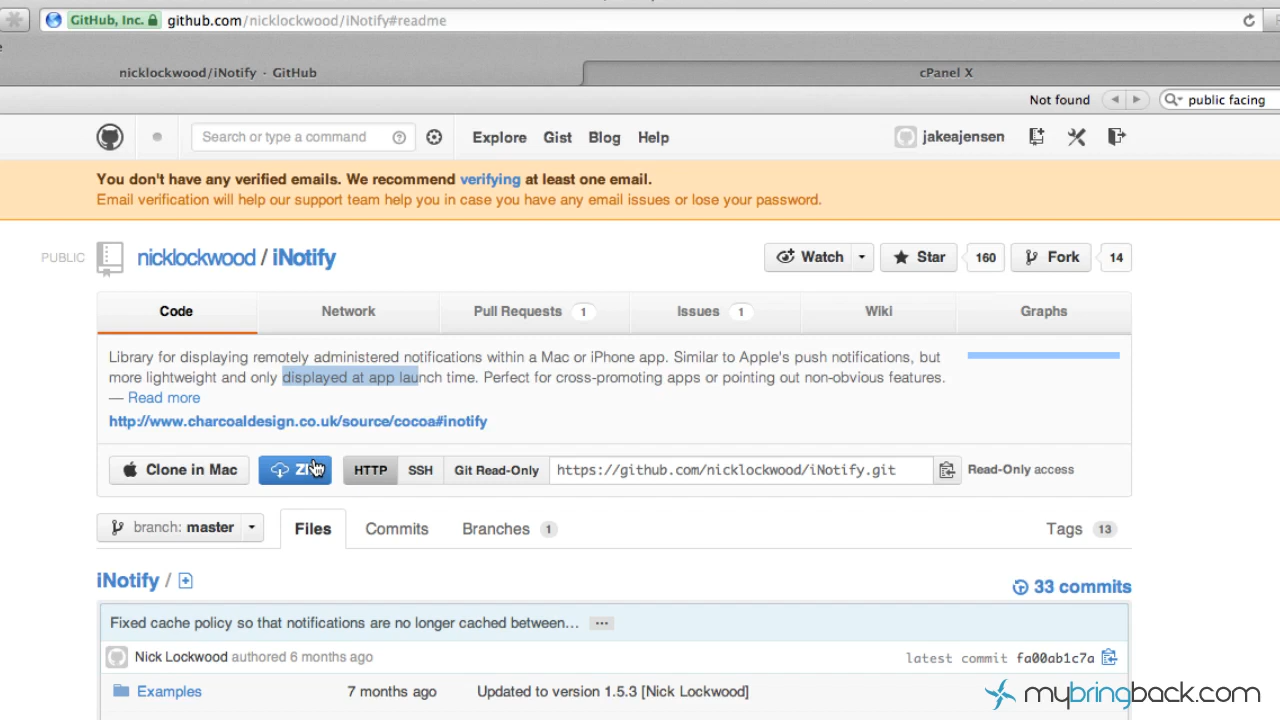 GitHub, Inc. github.com/nicklockwood/iNotify#readme
nicklockwood/iNotify · GitHub cPanel X
Not found public facing
Search or type a command Explore Gist Blog Help jakeajensen
You don't have any verified emails. We recommend verifying at least one email.
Email verification will help our support team help you in case you have any email issues or lose your password.
PUBLIC nicklockwood / iNotify Watch Star 160 Fork 14
Code Network Pull Requests 1 Issues 1 Wiki Graphs
Library for displaying remotely administered notifications within a Mac or iPhone app. Similar to Apple's push notifications, but
more lightweight and only displayed at app launch time. Perfect for cross-promoting apps or pointing out non-obvious features.
— Read more
http://www.charcoaldesign.co.uk/source/cocoa#inotify
Clone in Mac HTTP SSH Git Read-Only https://github.com/nicklockwood/iNotify.git Read-Only access
branch: master Files Commits Branches 1 Tags 13
iNotify / 33 commits
Fixed cache policy so that notifications are no longer cached between… ...
Nick Lockwood authored 6 months ago latest commit fa00ab1c7a
Examples 7 months ago Updated to version 1.5.3 [Nick Lockwood]
mybringback.com